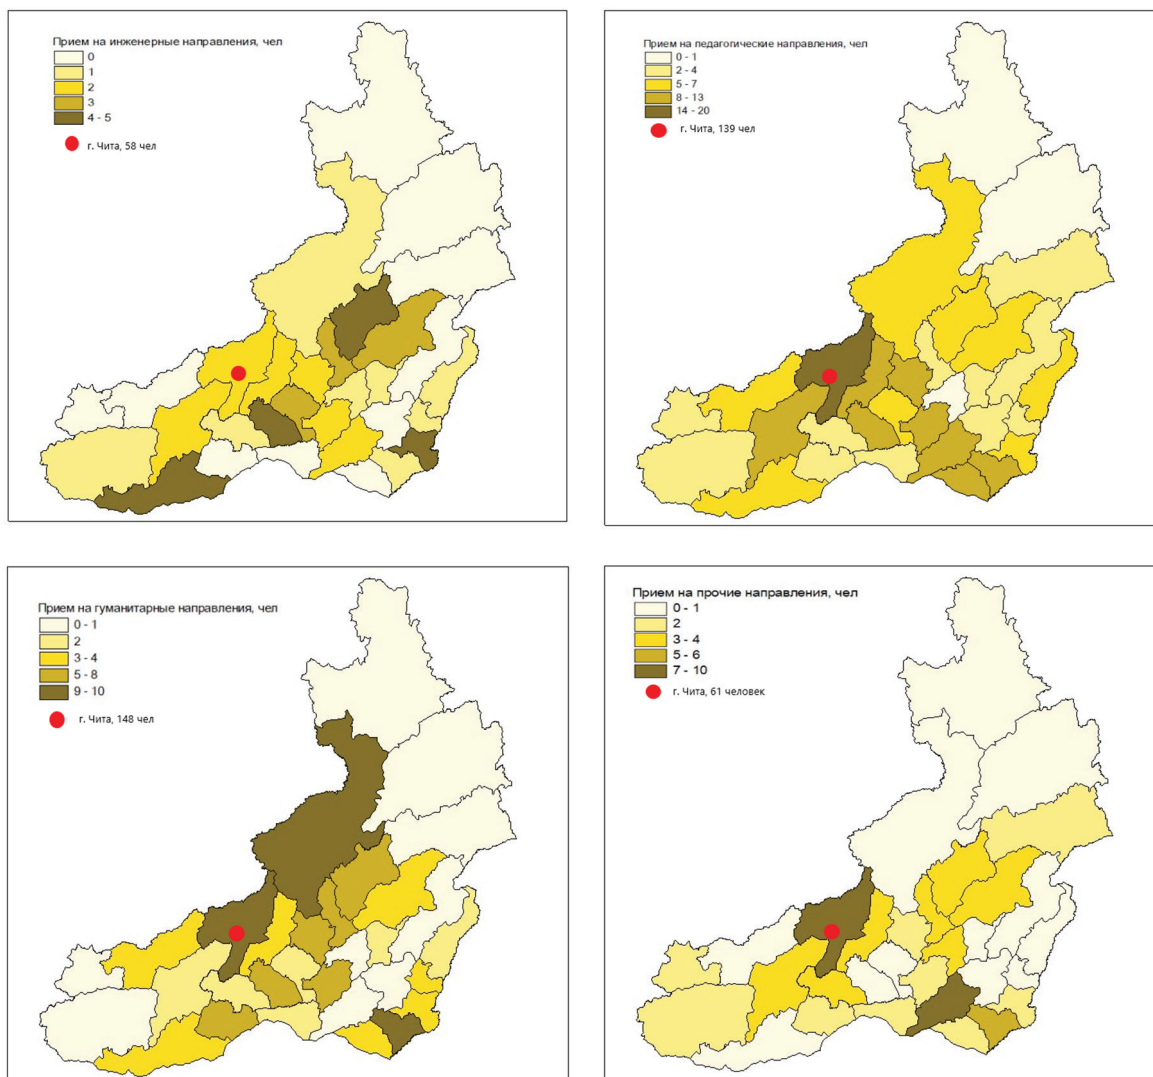 Прием на инженерные направления, чел
0
1
2
3
4 - 5
г. Чита, 58 чел
Прием на педагогические направления, чел
0 - 1
2 - 4
5 - 7
8 - 13
14 - 20
г. Чита, 139 чел
Прием на гуманитарные направления, чел
0 - 1
2
3 - 4
5 - 8
9 - 10
г. Чита, 148 чел
Прием на прочие направления, чел
0 - 1
2
3 - 4
5 - 6
7 - 10
г. Чита, 61 человек